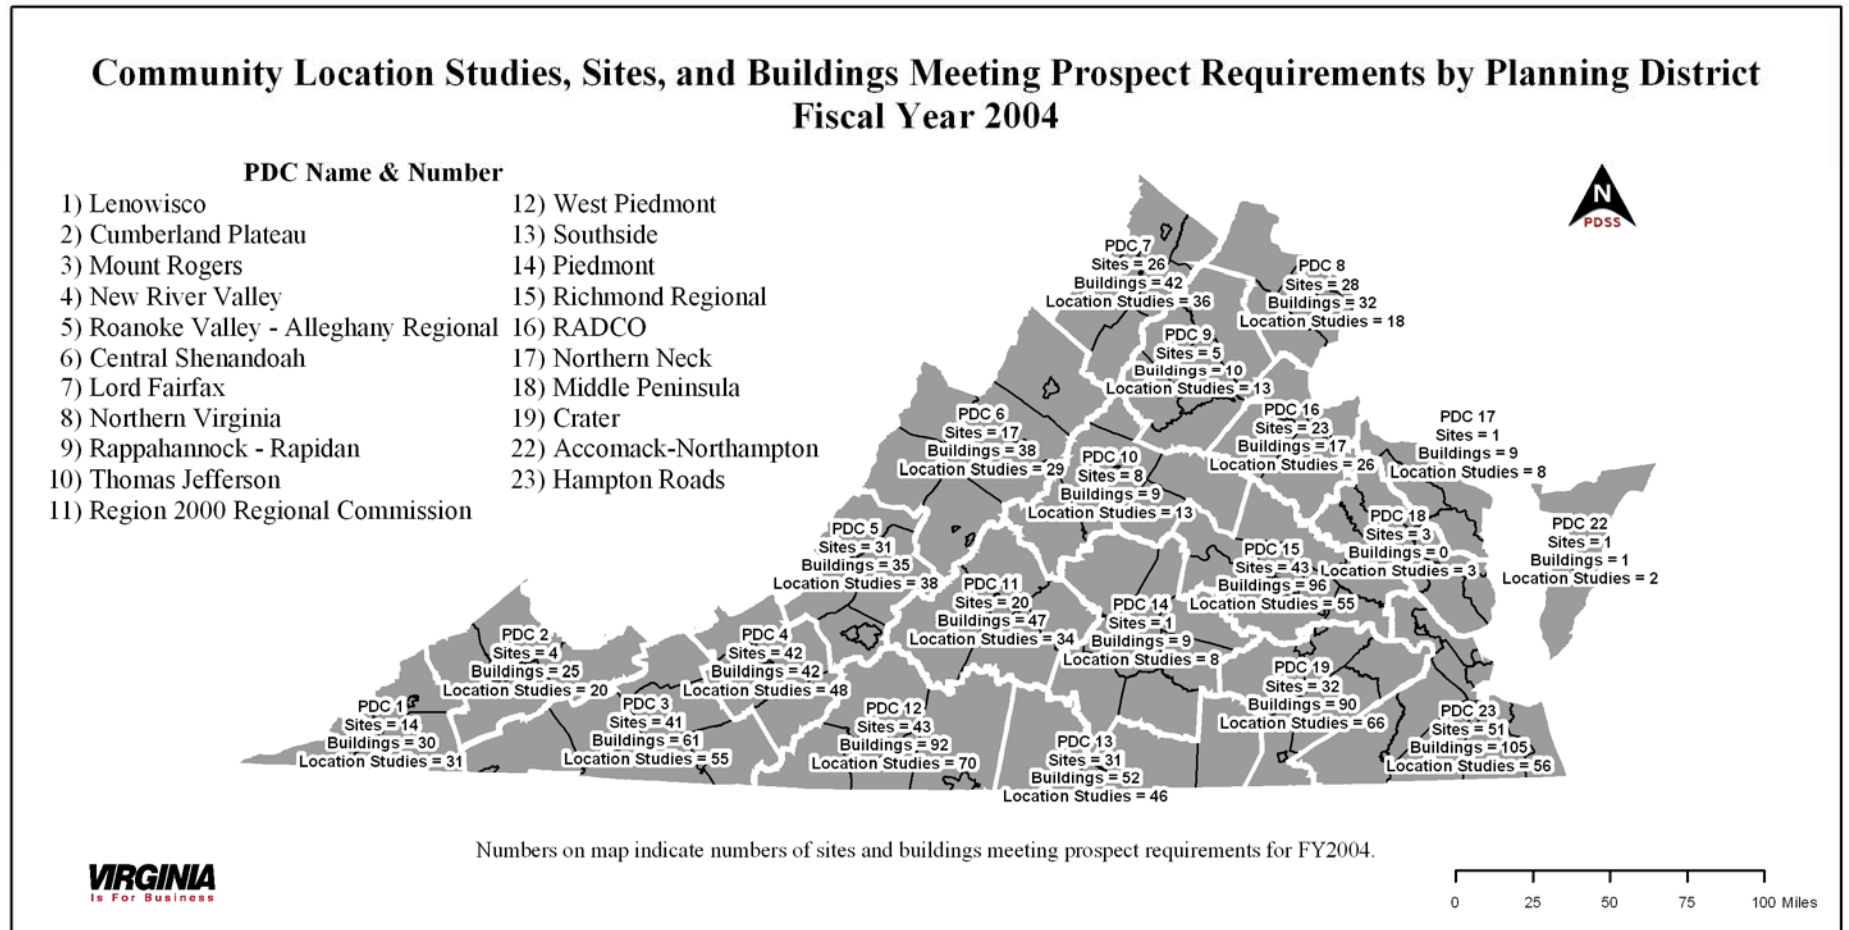 Community Location Studies, Sites, and Buildings Meeting Prospect Requirements by Planning District
Fiscal Year 2004
PDC Name & Number
1) Lenowisco
2) Cumberland Plateau
3) Mount Rogers
4) New River Valley
5) Roanoke Valley - Alleghany Regional
6) Central Shenandoah
7) Lord Fairfax
8) Northern Virginia
9) Rappahannock - Rapidan
10) Thomas Jefferson
11) Region 2000 Regional Commission
12) West Piedmont
13) Southside
14) Piedmont
15) Richmond Regional
16) RADCO
17) Northern Neck
18) Middle Peninsula
19) Crater
22) Accomack-Northampton
23) Hampton Roads
N
PDSS
PDC 7
Sites = 26
Buildings = 42
Location Studies = 36
PDC 8
Sites = 28
Buildings = 32
Location Studies = 18
PDC 9
Sites = 5
Buildings = 10
Location Studies = 13
PDC 6
Sites = 17
Buildings = 38
Location Studies = 29
PDC 16
Sites = 23
Buildings = 17
Location Studies = 26
PDC 17
Sites = 1
Buildings = 9
Location Studies = 8
PDC 10
Sites = 8
Buildings = 9
Location Studies = 13
PDC 5
Sites = 31
Buildings = 35
Location Studies = 38
PDC 18
Sites = 3
Buildings = 0
Location Studies = 3
PDC 22
Sites = 1
Buildings = 1
Location Studies = 2
PDC 15
Sites = 43
Buildings = 96
Location Studies = 55
PDC 11
Sites = 20
Buildings = 47
Location Studies = 34
PDC 14
Sites = 1
Buildings = 9
Location Studies = 8
PDC 2
Sites = 4
Buildings = 25
Location Studies = 20
PDC 4
Sites = 42
Buildings = 42
Location Studies = 48
PDC 19
Sites = 32
Buildings = 90
Location Studies = 66
PDC 1
Sites = 14
Buildings = 30
Location Studies = 31
PDC 3
Sites = 41
Buildings = 61
Location Studies = 55
PDC 12
Sites = 43
Buildings = 92
Location Studies = 70
PDC 13
Sites = 31
Buildings = 52
Location Studies = 46
PDC 23
Sites = 51
Buildings = 105
Location Studies = 56
Numbers on map indicate numbers of sites and buildings meeting prospect requirements for FY2004.
VIRGINIA
Is For Business
0 25 50 75 100 Miles